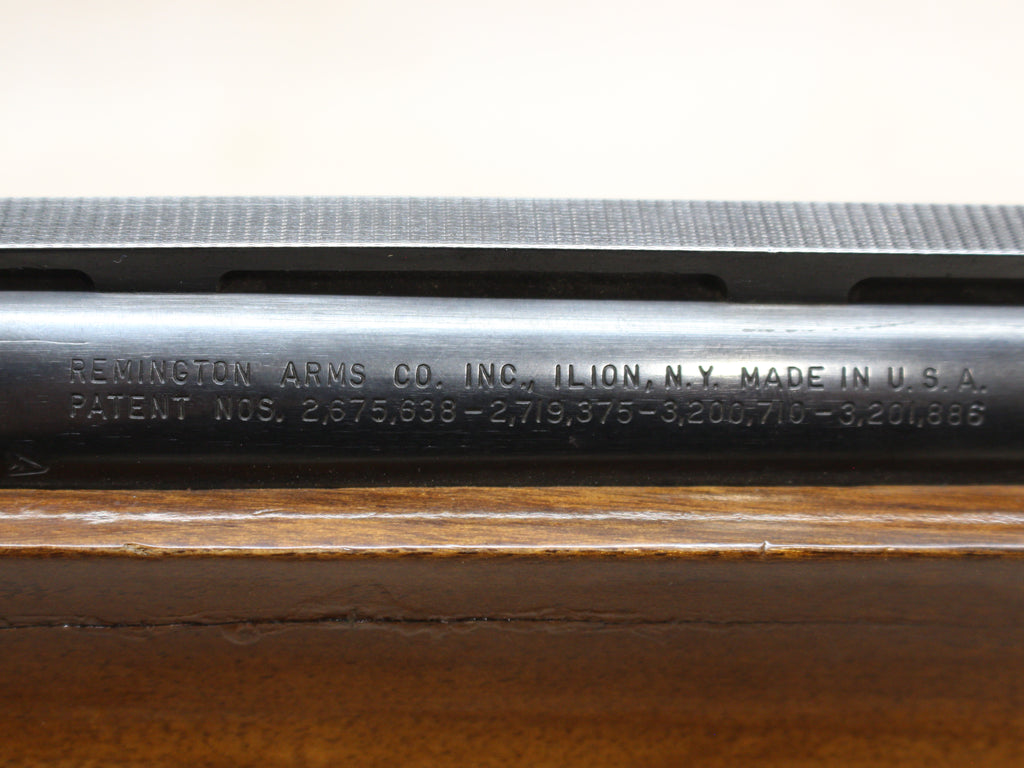 REMINGTON ARMS CO. INC., ILION, N.Y. MADE IN U.S.A.
PATENT NOS. 2,675,638-2,719,375-3,200,710-3,201,886